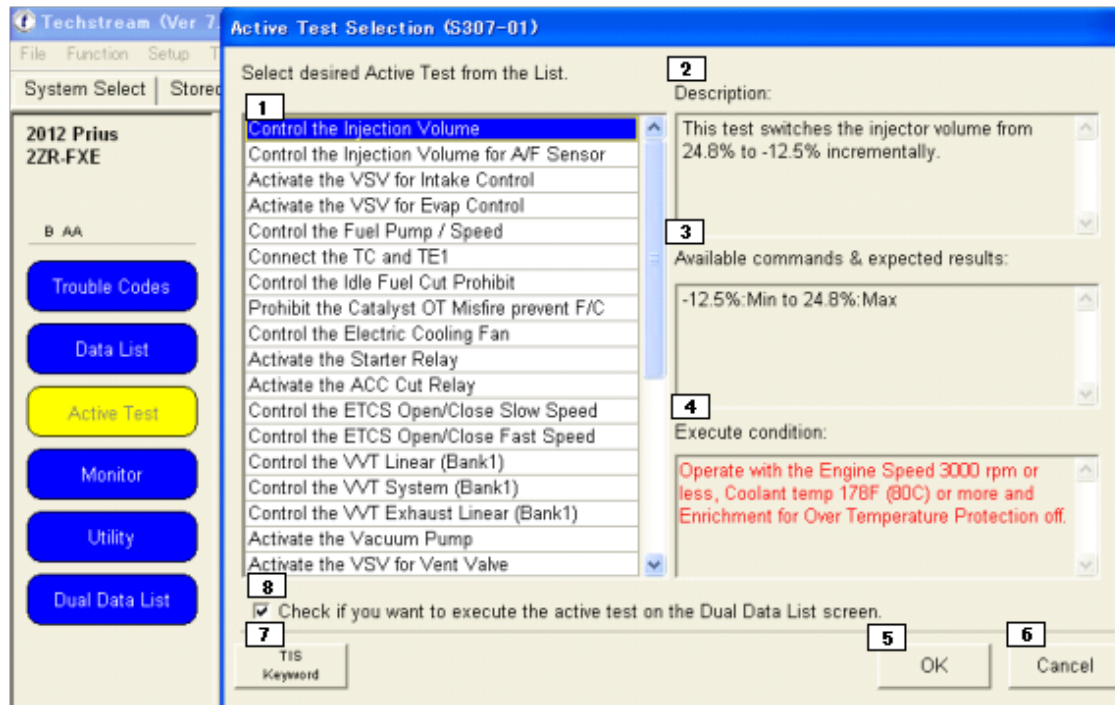 Techstream (Ver 7.
File Function Setup T
System Select Stored
2012 Prius
2ZR-FXE
B AA
Trouble Codes
Data List
Active Test
Monitor
Utility
Dual Data List
Active Test Selection (S307-01)
Select desired Active Test from the List.
1
Control the Injection Volume
Control the Injection Volume for A/F Sensor
Activate the VSV for Intake Control
Activate the VSV for Evap Control
Control the Fuel Pump / Speed
Connect the TC and TE1
Control the Idle Fuel Cut Prohibit
Prohibit the Catalyst OT Misfire prevent F/C
Control the Electric Cooling Fan
Activate the Starter Relay
Activate the ACC Cut Relay
Control the ETCS Open/Close Slow Speed
Control the ETCS Open/Close Fast Speed
Control the VVT Linear (Bank1)
Control the VVT System (Bank1)
Control the VVT Exhaust Linear (Bank1)
Activate the Vacuum Pump
Activate the VSV for Vent Valve
2
Description:
This test switches the injector volume from
24.8% to -12.5% incrementally.
3
Available commands & expected results:
-12.5%:Min to 24.8%:Max
4
Execute condition:
Operate with the Engine Speed 3000 rpm or
less, Coolant temp 178F (80C) or more and
Enrichment for Over Temperature Protection off.
8
Check if you want to execute the active test on the Dual Data List screen.
7
TIS
Keyword
5
OK
6
Cancel